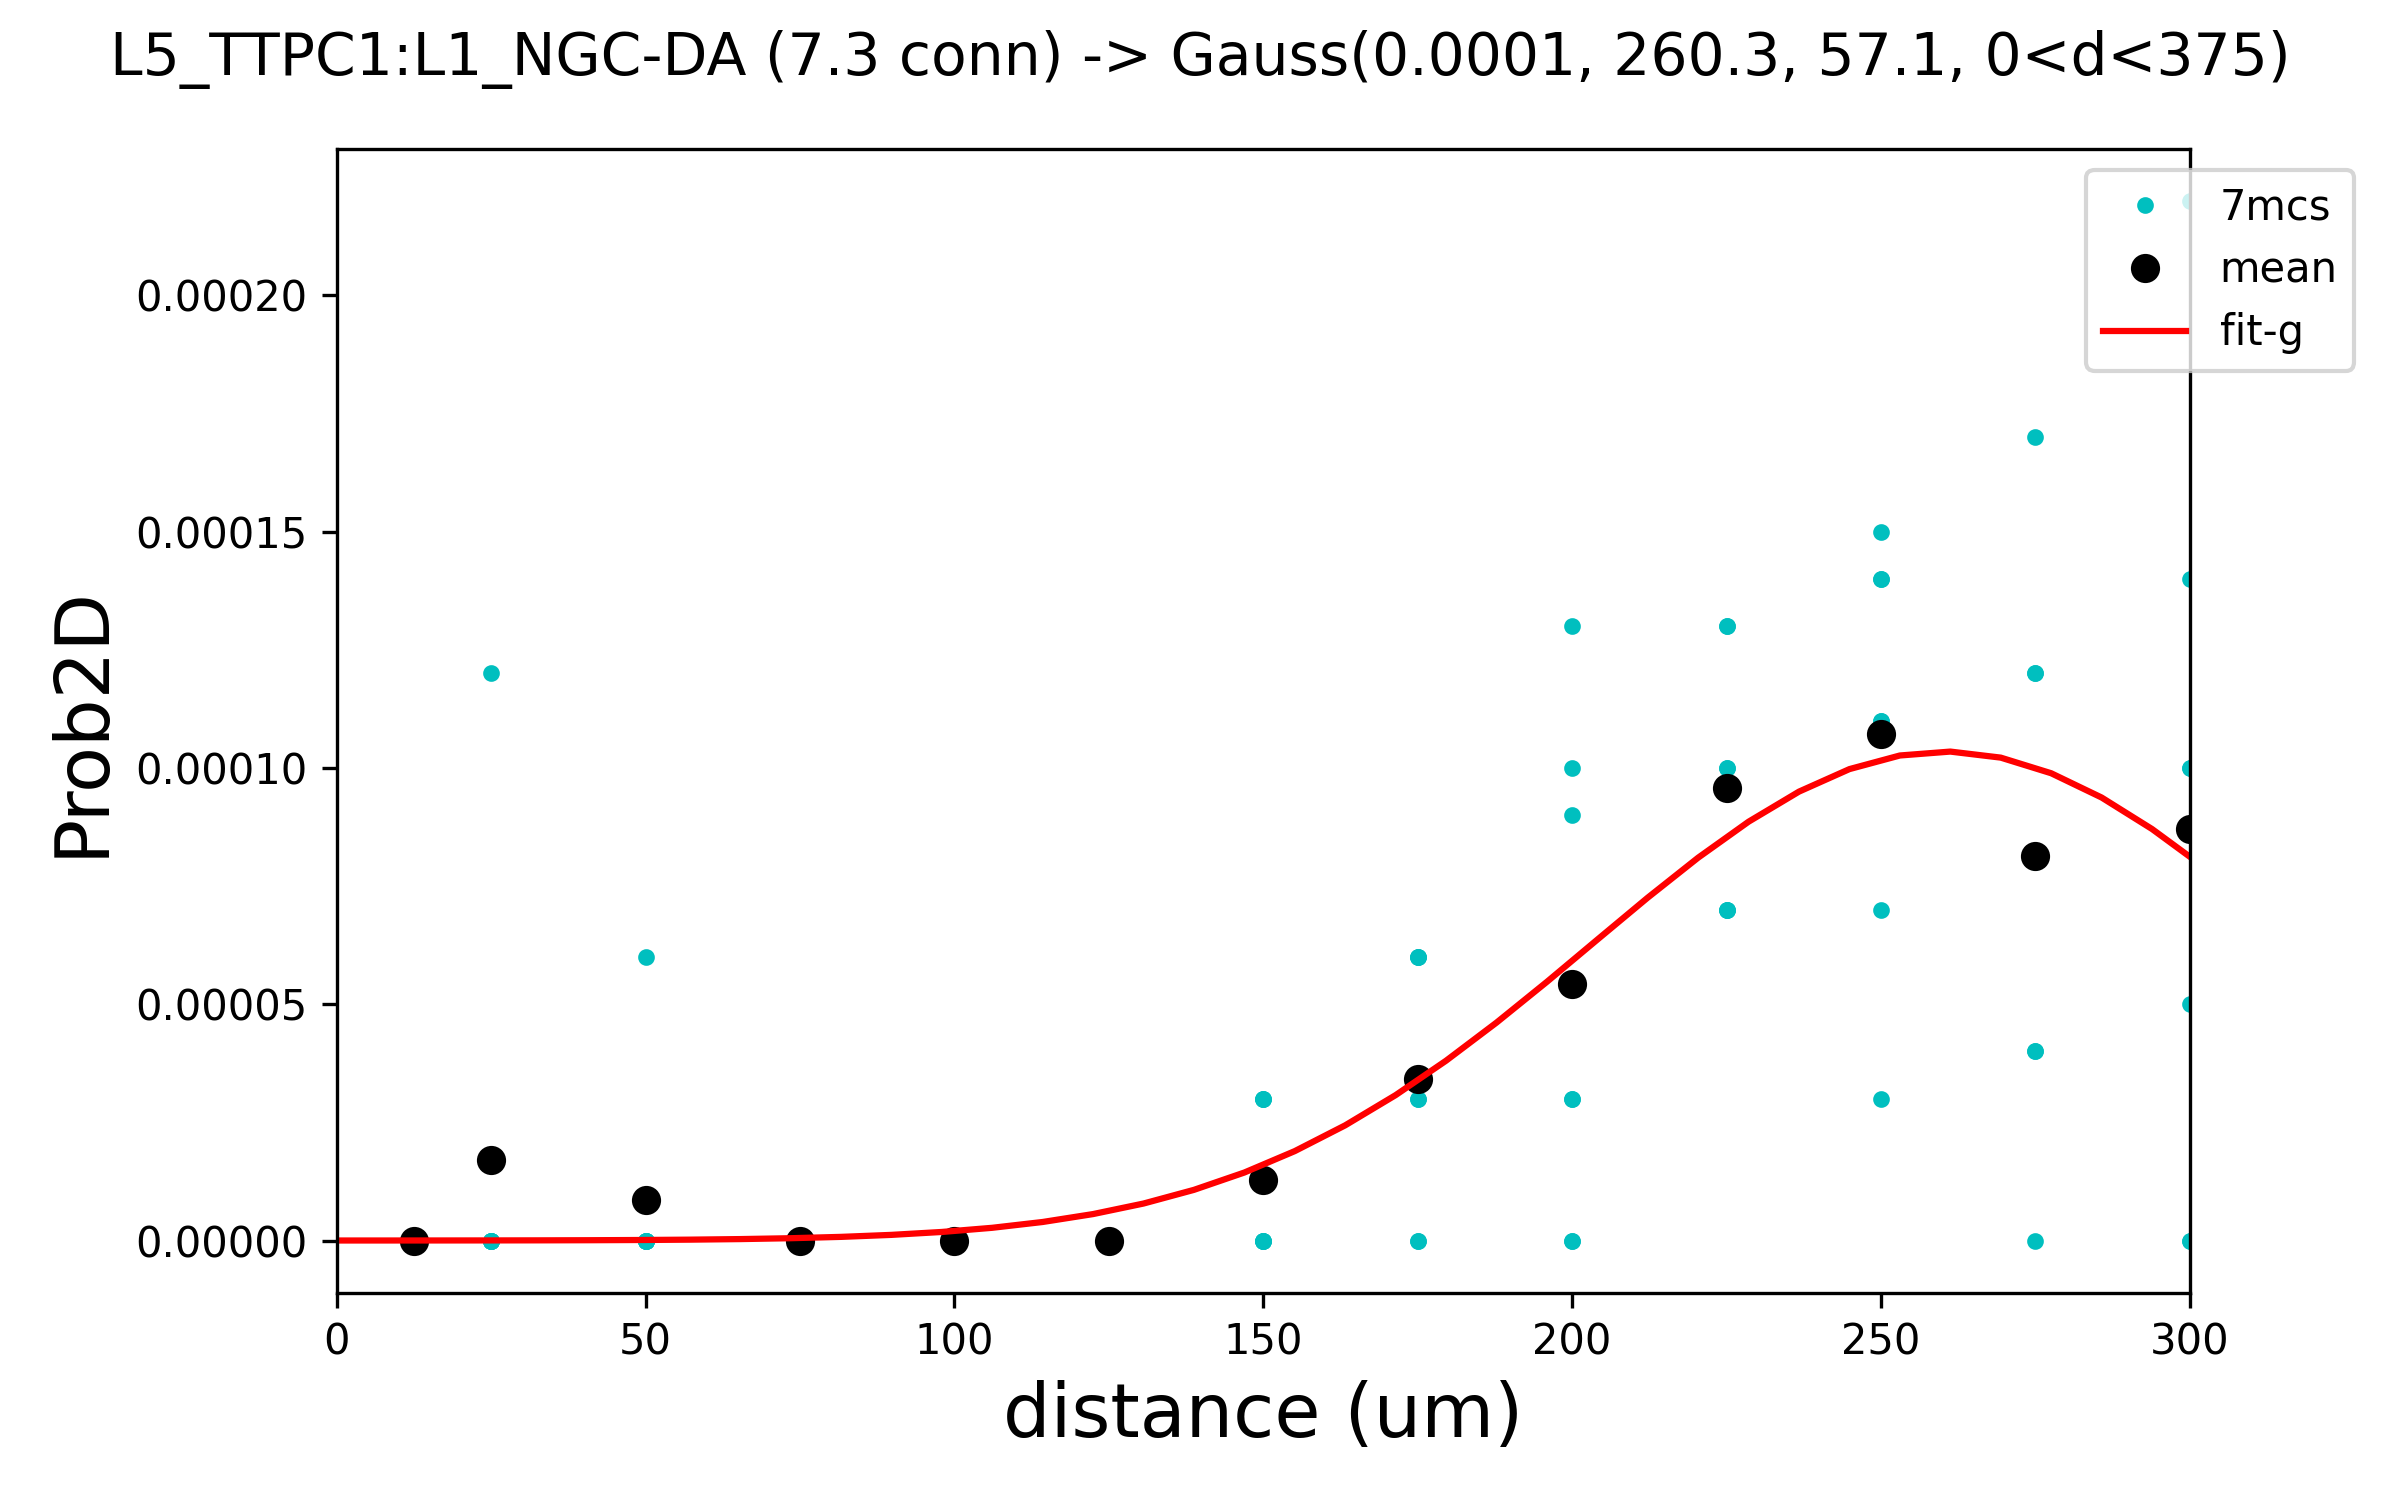 L5_TTPC1:L1_NGC-DA (7.3 conn) -> Gauss(0.0001, 260.3, 57.1, 0<d<375)
7mcs
mean
fit-g
Prob2D
0.00020
0.00015
0.00010
0.00005
0.00000
0 50 100 150 200 250 300
distance (um)